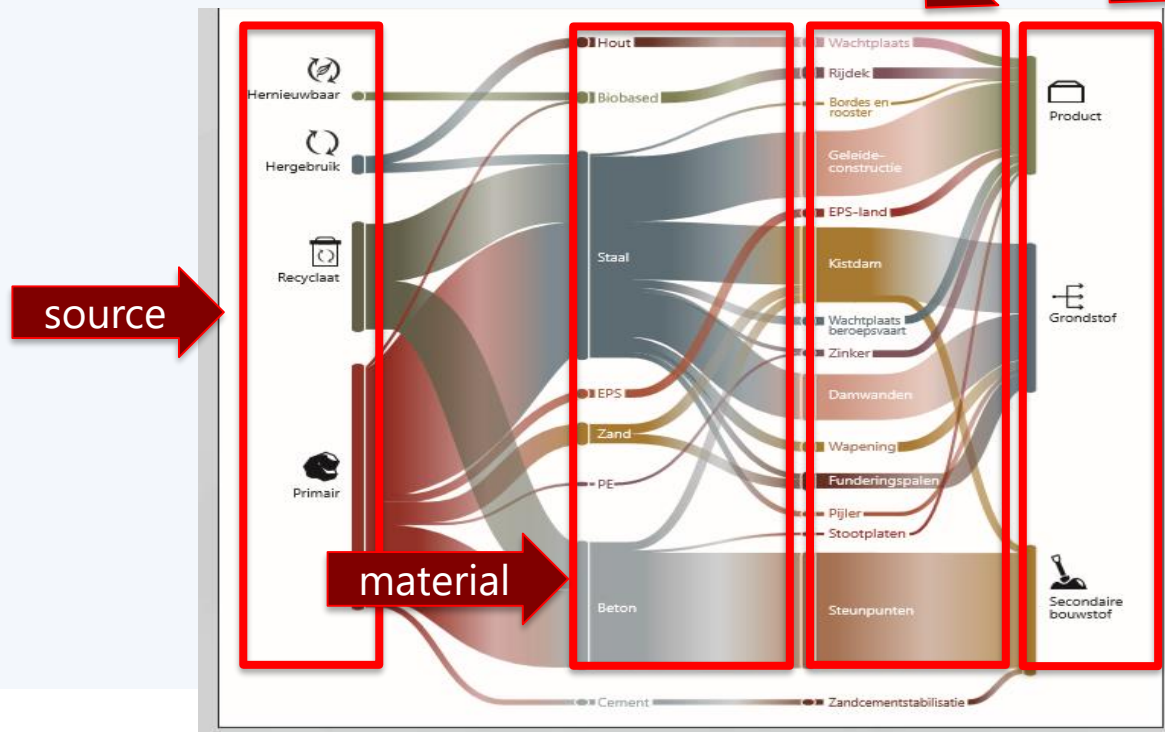 source
material
Hernieuwbaar
Hergebruik
Recyclaat
Primair
Hout
Biobased
Staal
EPS
Zand
PE
Beton
Cement
Wachtplaats
Rijdek
Bordes en
rooster
Geleide-
constructie
EPS-land
Kistdam
Wachtplaats
beroepsvaart
Zinker
Damwanden
Wapening
Funderingspalen
Pijler
Stootplaten
Steunpunten
Zandcementstabilisatie
Product
Grondstof
Secondaire
bouwstof